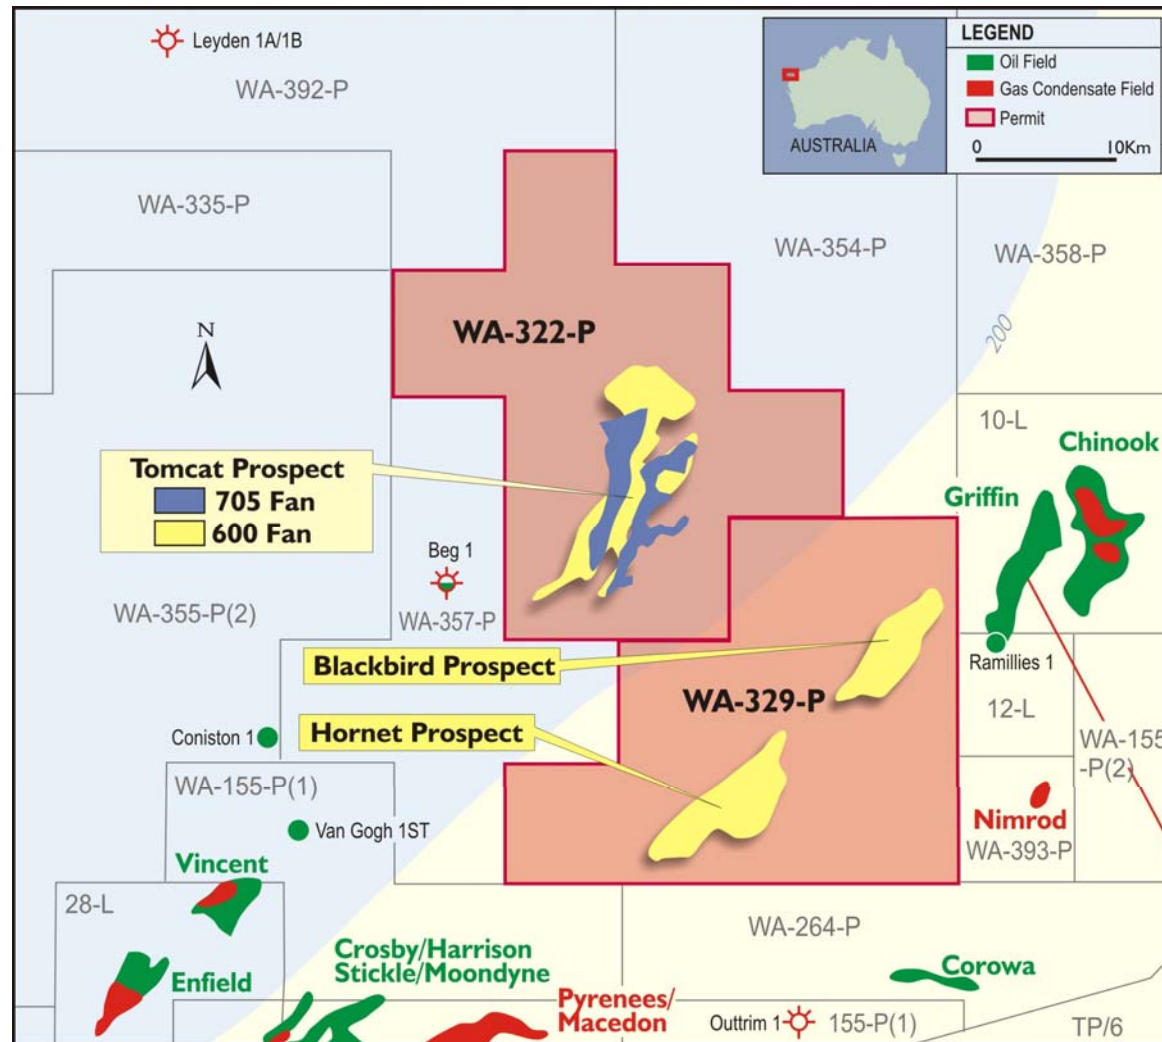 Leyden 1A/1B
WA-392-P
AUSTRALIA
LEGEND
Oil Field
Gas Condensate Field
Permit
0 10Km
WA-335-P
WA-354-P
WA-358-P
200
N
WA-322-P
Tomcat Prospect
705 Fan
600 Fan
10-L
Chinook
Griffin
Beg 1
WA-355-P(2)
WA-357-P
Blackbird Prospect
Ramillies 1
WA-329-P
12-L
Hornet Prospect
Coniston 1
WA-155
-P(2)
WA-155-P(1)
Van Gogh 1ST
Nimrod
WA-393-P
Vincent
28-L
WA-264-P
Crosby/Harrison
Stickle/Moondyne
Enfield
Corowa
Pyrenees/
Macedon
Outtrim 1
155-P(1)
TP/6